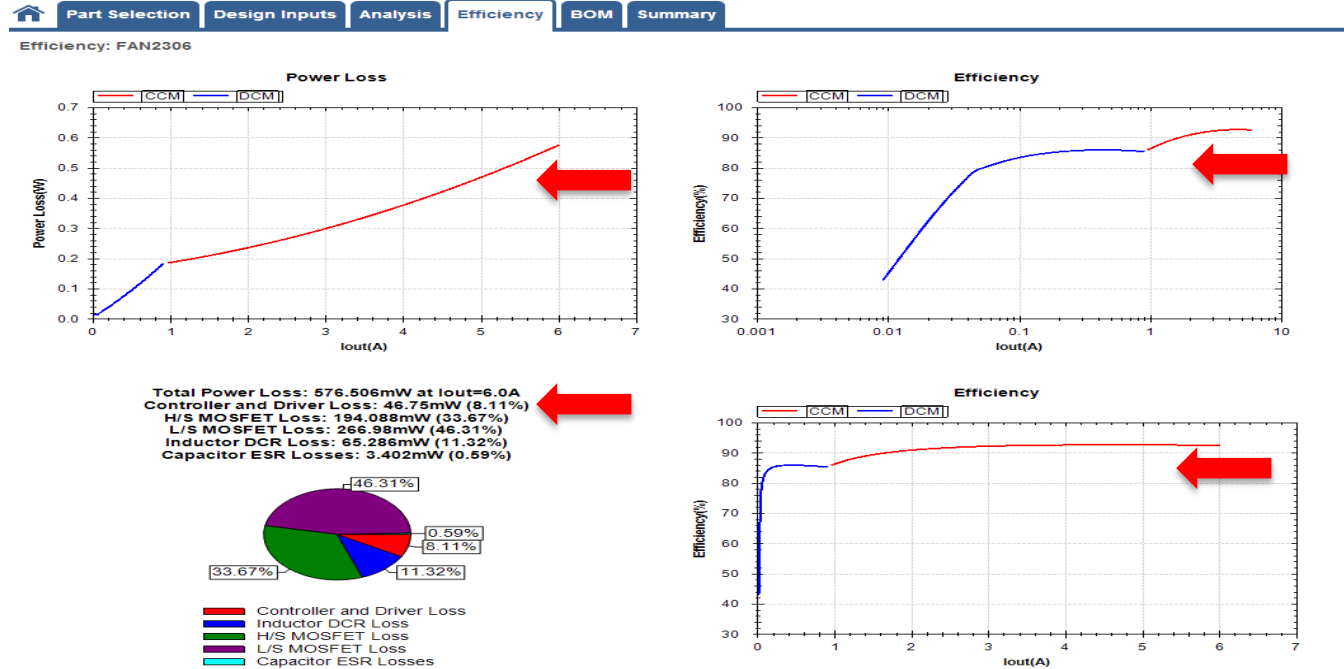 Part Selection Design Inputs Analysis Efficiency BOM Summary
Efficiency: FAN2306
Power Loss
CCM DCM
0.7
0.6
0.5
0.4
0.3
0.2
0.1
0.0
Power Loss(W)
0 1 2 3 4 5 6 7
Iout(A)
Efficiency
CCM DCM
100
90
80
70
60
50
40
30
Efficiency(%)
0.001 0.01 0.1 1 10
Iout(A)
Total Power Loss: 576.506mW at Iout=6.0A
Controller and Driver Loss: 46.75mW (8.11%)
H/S MOSFET Loss: 194.088mW (33.67%)
L/S MOSFET Loss: 266.98mW (46.31%)
Inductor DCR Loss: 65.286mW (11.32%)
Capacitor ESR Losses: 3.402mW (0.59%)
46.31%
0.59%
8.11%
33.67%
11.32%
Controller and Driver Loss
Inductor DCR Loss
H/S MOSFET Loss
L/S MOSFET Loss
Capacitor ESR Losses
Efficiency
CCM DCM
100
90
80
70
60
50
40
30
Efficiency(%)
0 1 2 3 4 5 6 7
Iout(A)